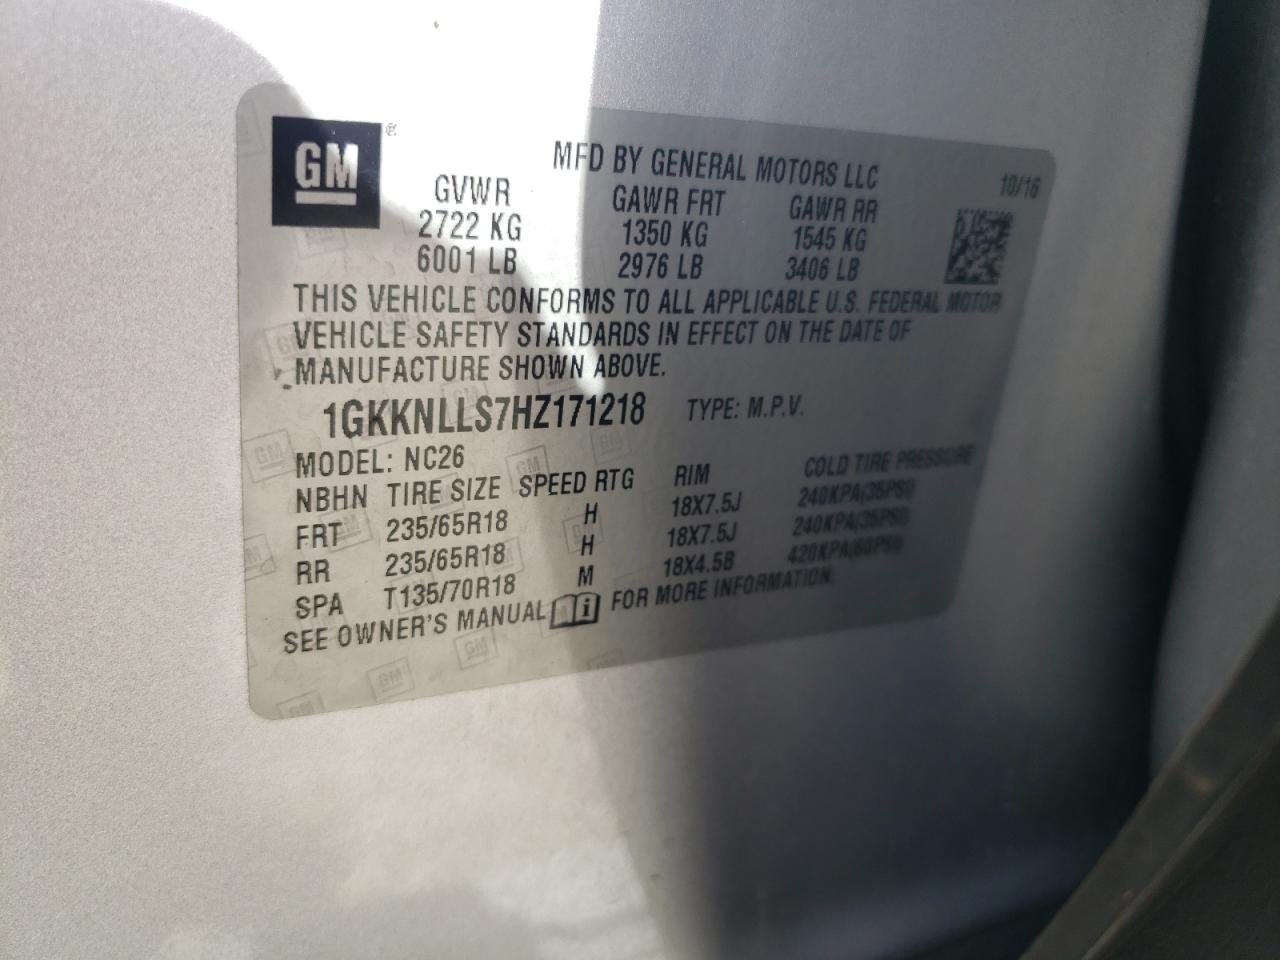 GM®
MFD BY GENERAL MOTORS LLC
10/16
GVWR GAWR FRT GAWR RR
2722 KG 1350 KG 1545 KG
6001 LB 2976 LB 3406 LB
THIS VEHICLE CONFORMS TO ALL APPLICABLE U.S. FEDERAL MOTOR
VEHICLE SAFETY STANDARDS IN EFFECT ON THE DATE OF
MANUFACTURE SHOWN ABOVE.
1GKKNLLS7HZ171218 TYPE: M.P.V.
MODEL: NC26
NBHN TIRE SIZE SPEED RTG RIM COLD TIRE PRESSURE
FRT 235/65R18 H 18X7.5J 240KPA(35PSI)
RR 235/65R18 H 18X7.5J 240KPA(35PSI)
SPA T135/70R18 M 18X4.5B 420KPA(60PSI)
SEE OWNER'S MANUAL i FOR MORE INFORMATION